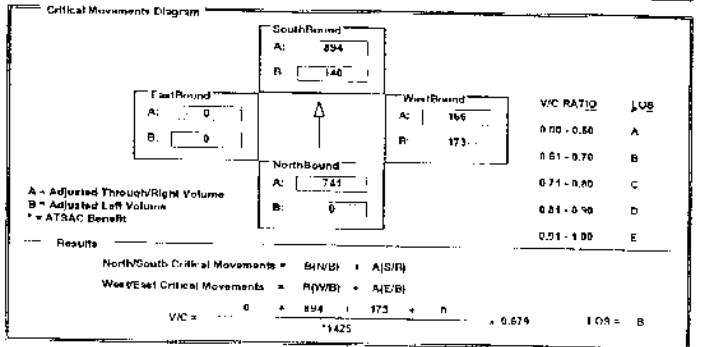 Critical Movements Diagram
SouthBound
A: 894
B: 140
EastBound
A: 0
B: 0
WestBound
A: 166
B: 173
NorthBound
A: 741
B: 0
V/C RATIO LOS
0.00 - 0.60 A
0.61 - 0.70 B
0.71 - 0.80 C
0.81 - 0.90 D
0.91 - 1.00 E
A = Adjusted Through/Right Volume
B = Adjusted Left Volume
* = ATSAC Benefit
Results
North/South Critical Movements = B(N/B) + A(S/B)
West/East Critical Movements = B(W/B) + A(E/B)
V/C = 0 + 894 + 173 + 0
*1425
= 0.679 LOS = B